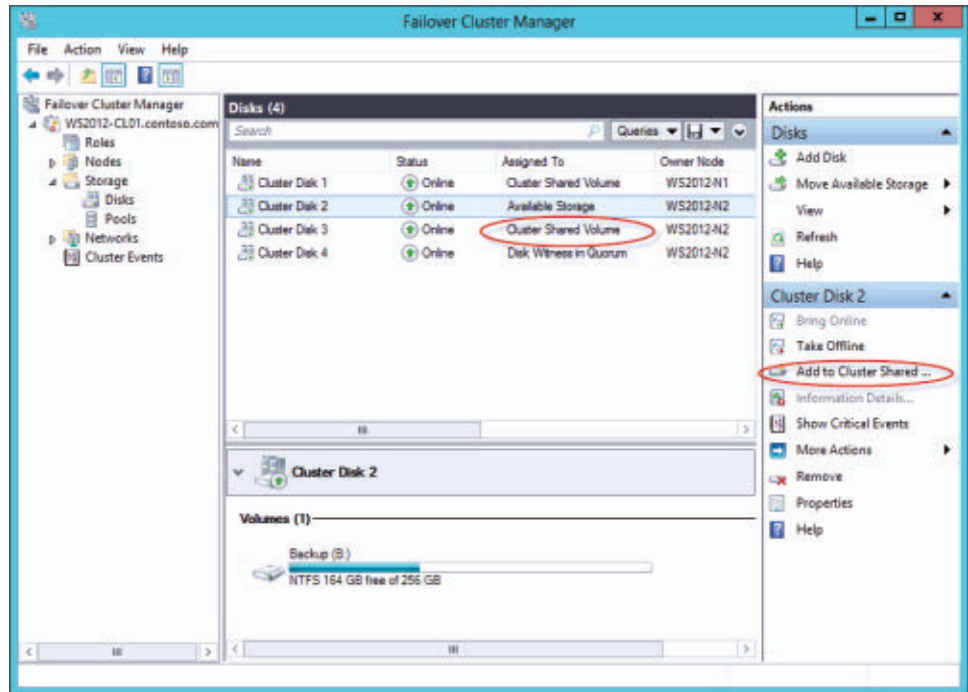 Failover Cluster Manager
File Action View Help
Failover Cluster Manager
WS2012-CL01.contoso.com
Roles
Nodes
Storage
Disks
Pools
Networks
Cluster Events
Disks (4)
Search
Queries
Name Status Assigned To Owner Node
Cluster Disk 1 Online Cluster Shared Volume WS2012-N1
Cluster Disk 2 Online Available Storage WS2012-N2
Cluster Disk 3 Online Cluster Shared Volume WS2012-N2
Cluster Disk 4 Online Disk Witness in Quorum WS2012-N2
Cluster Disk 2
Volumes (1)
Backup (B:)
NTFS 164 GB free of 256 GB
Actions
Disks
Add Disk
Move Available Storage
View
Refresh
Help
Cluster Disk 2
Bring Online
Take Offline
Add to Cluster Shared ...
Information Details...
Show Critical Events
More Actions
Remove
Properties
Help